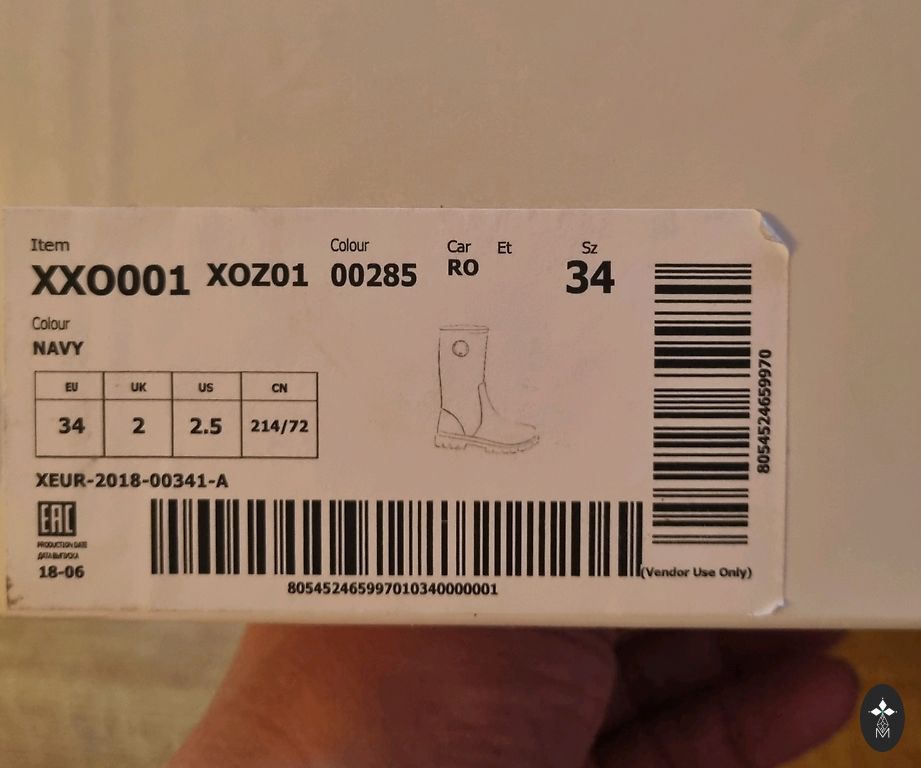 Item
XXO001 XOZ01
Colour
00285
Car
RO
Et
Sz
34
Colour
NAVY
EU UK US CN
34 2 2.5 214/72
XEUR-2018-00341-A
EAC
PRODUCTION DATE
ДАТА ВЫПУСКА
18-06
805452465997010340000001
8054524659970
(Vendor Use Only)
M